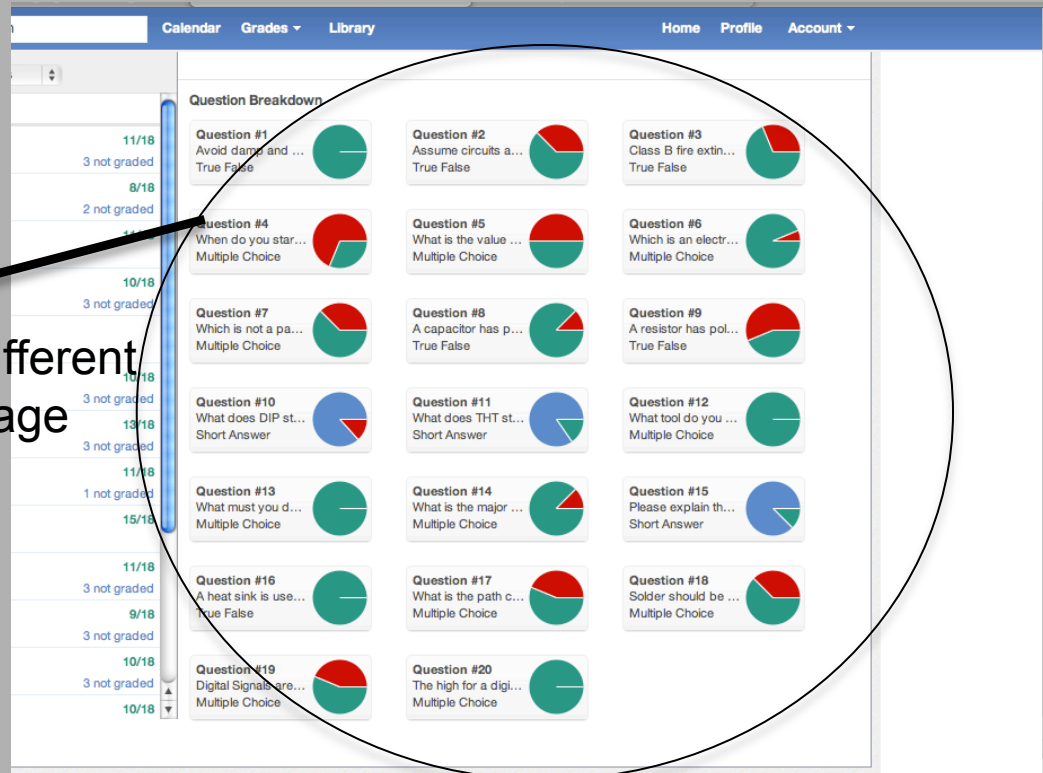 Calendar Grades Library Home Profile Account
Question Breakdown
11/18
3 not graded
8/18
2 not graded
10/18
3 not graded
10/18
3 not graded
13/18
3 not graded
11/18
1 not graded
15/18
11/18
3 not graded
9/18
3 not graded
10/18
3 not graded
10/18
fferent
age
Question #1
Avoid damp and ...
True False
Question #2
Assume circuits a...
True False
Question #3
Class B fire extin...
True False
Question #4
When do you star...
Multiple Choice
Question #5
What is the value ...
Multiple Choice
Question #6
Which is an electr...
Multiple Choice
Question #7
Which is not a pa...
Multiple Choice
Question #8
A capacitor has p...
True False
Question #9
A resistor has pol...
True False
Question #10
What does DIP st...
Short Answer
Question #11
What does THT st...
Short Answer
Question #12
What tool do you ...
Multiple Choice
Question #13
What must you d...
Multiple Choice
Question #14
What is the major ...
Multiple Choice
Question #15
Please explain th...
Short Answer
Question #16
A heat sink is use...
True False
Question #17
What is the path c...
Multiple Choice
Question #18
Solder should be ...
Multiple Choice
Question #19
Digital Signals are...
Multiple Choice
Question #20
The high for a digi...
Multiple Choice